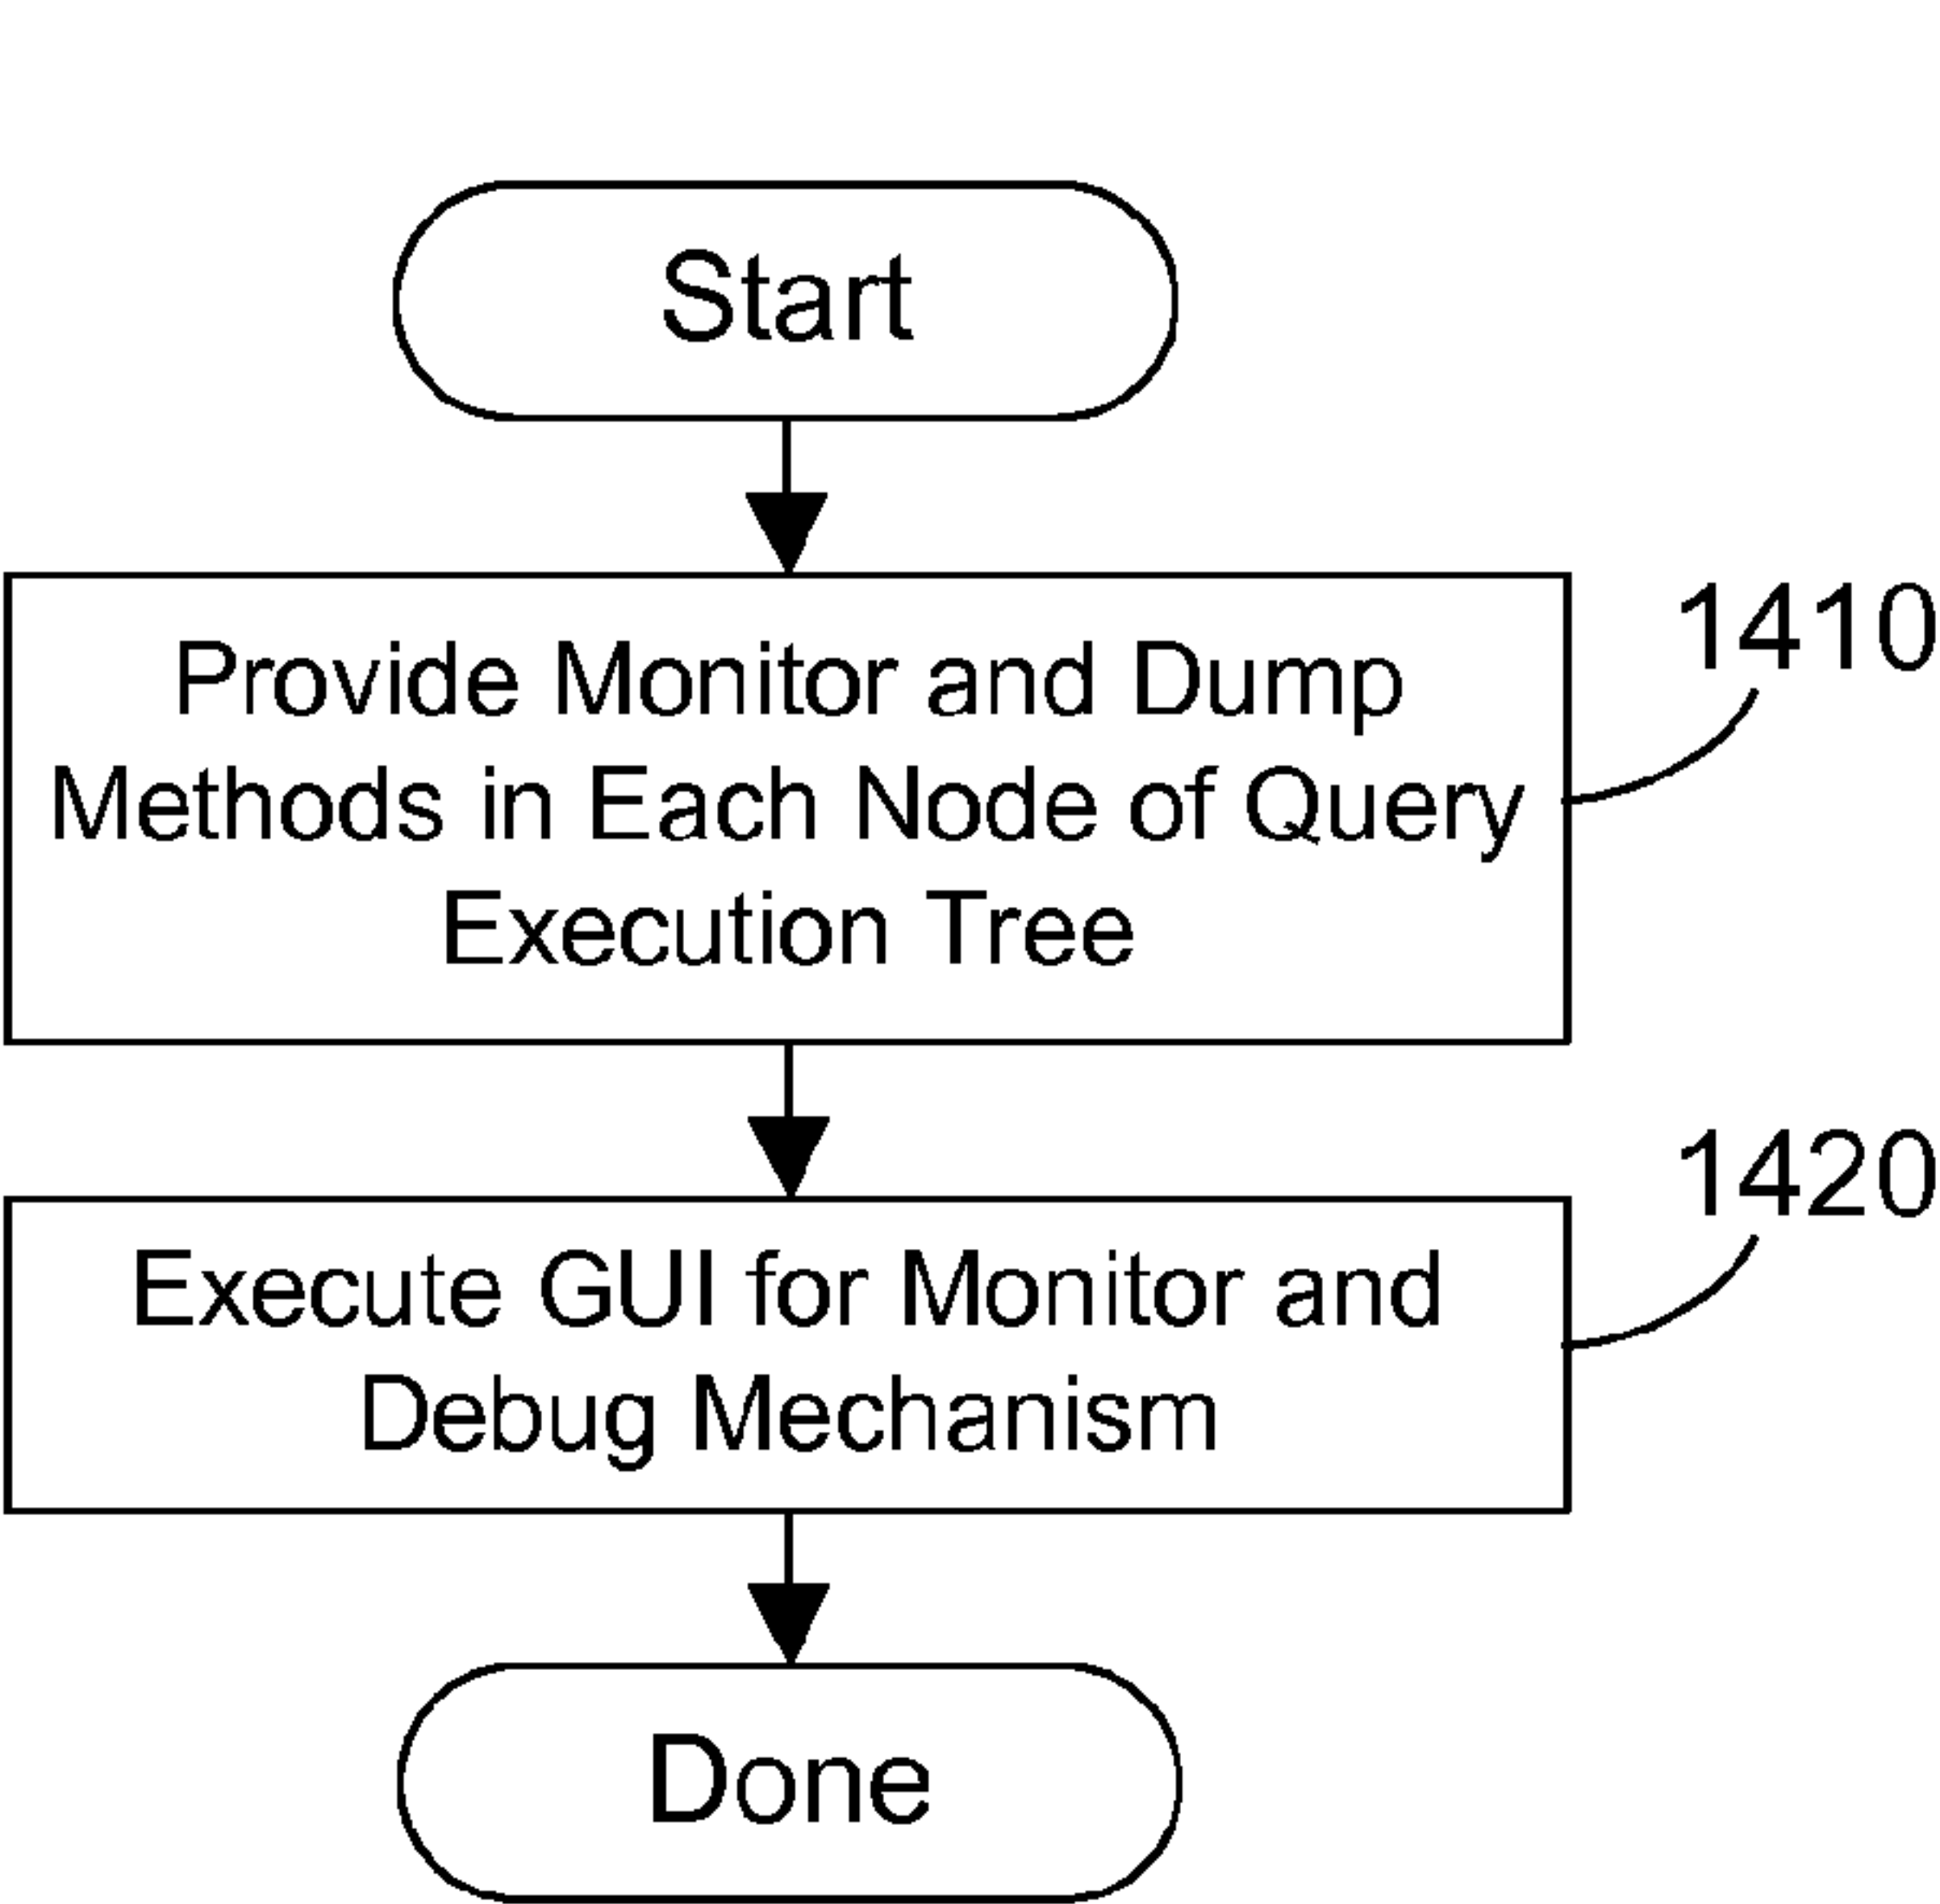 Start
Provide Monitor and Dump
Methods in Each Node of Query
Execution Tree
1410
Execute GUI for Monitor and
Debug Mechanism
1420
Done